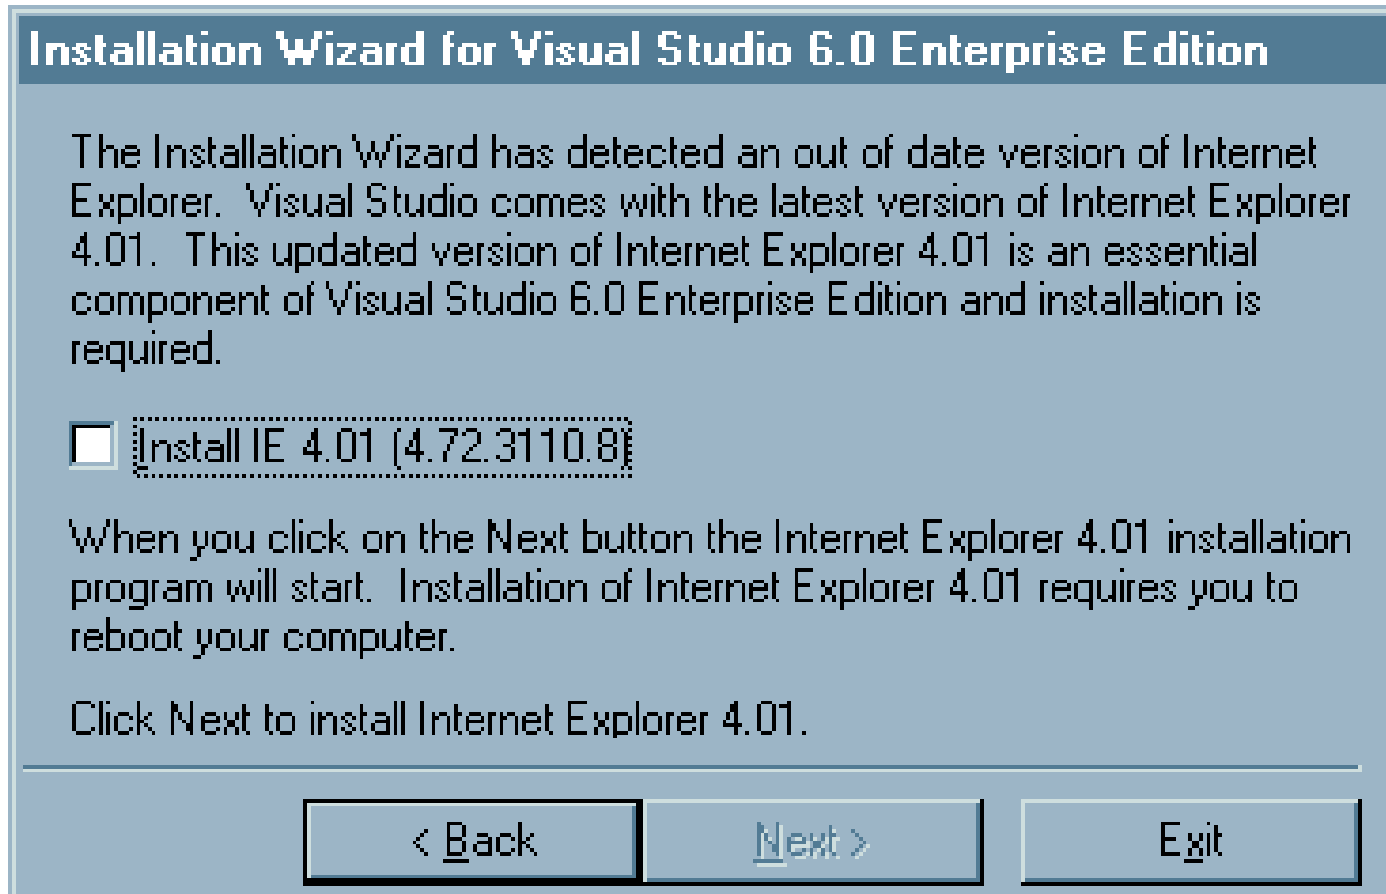 Installation Wizard for Visual Studio 6.0 Enterprise Edition
The Installation Wizard has detected an out of date version of Internet
Explorer.  Visual Studio comes with the latest version of Internet Explorer
4.01.  This updated version of Internet Explorer 4.01 is an essential
component of Visual Studio 6.0 Enterprise Edition and installation is
required.
Install IE 4.01 (4.72.3110.8)
When you click on the Next button the Internet Explorer 4.01 installation
program will start.  Installation of Internet Explorer 4.01 requires you to
reboot your computer.
Click Next to install Internet Explorer 4.01.
< Back Next > Exit